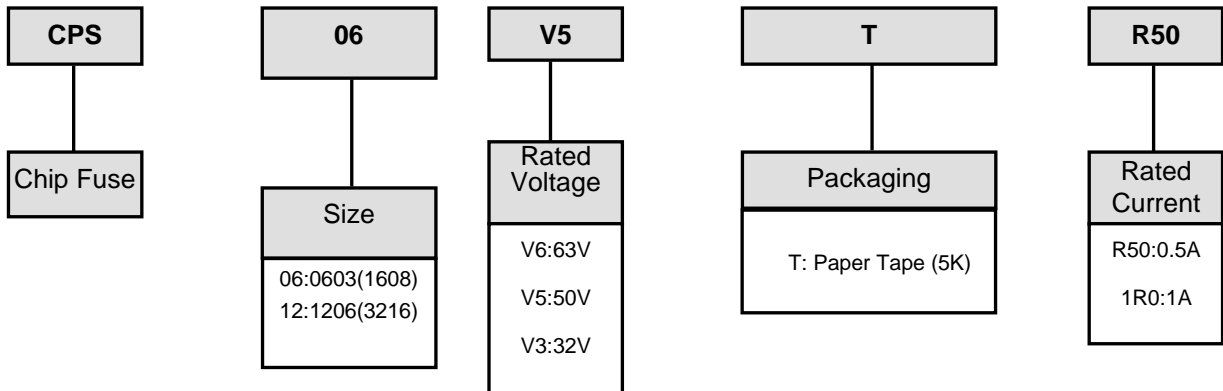 CPS
06
V5
T
R50
Chip Fuse
Size
06:0603(1608)
12:1206(3216)
Rated
Voltage
V6:63V
V5:50V
V3:32V
Packaging
T: Paper Tape (5K)
Rated
Current
R50:0.5A
1R0:1A